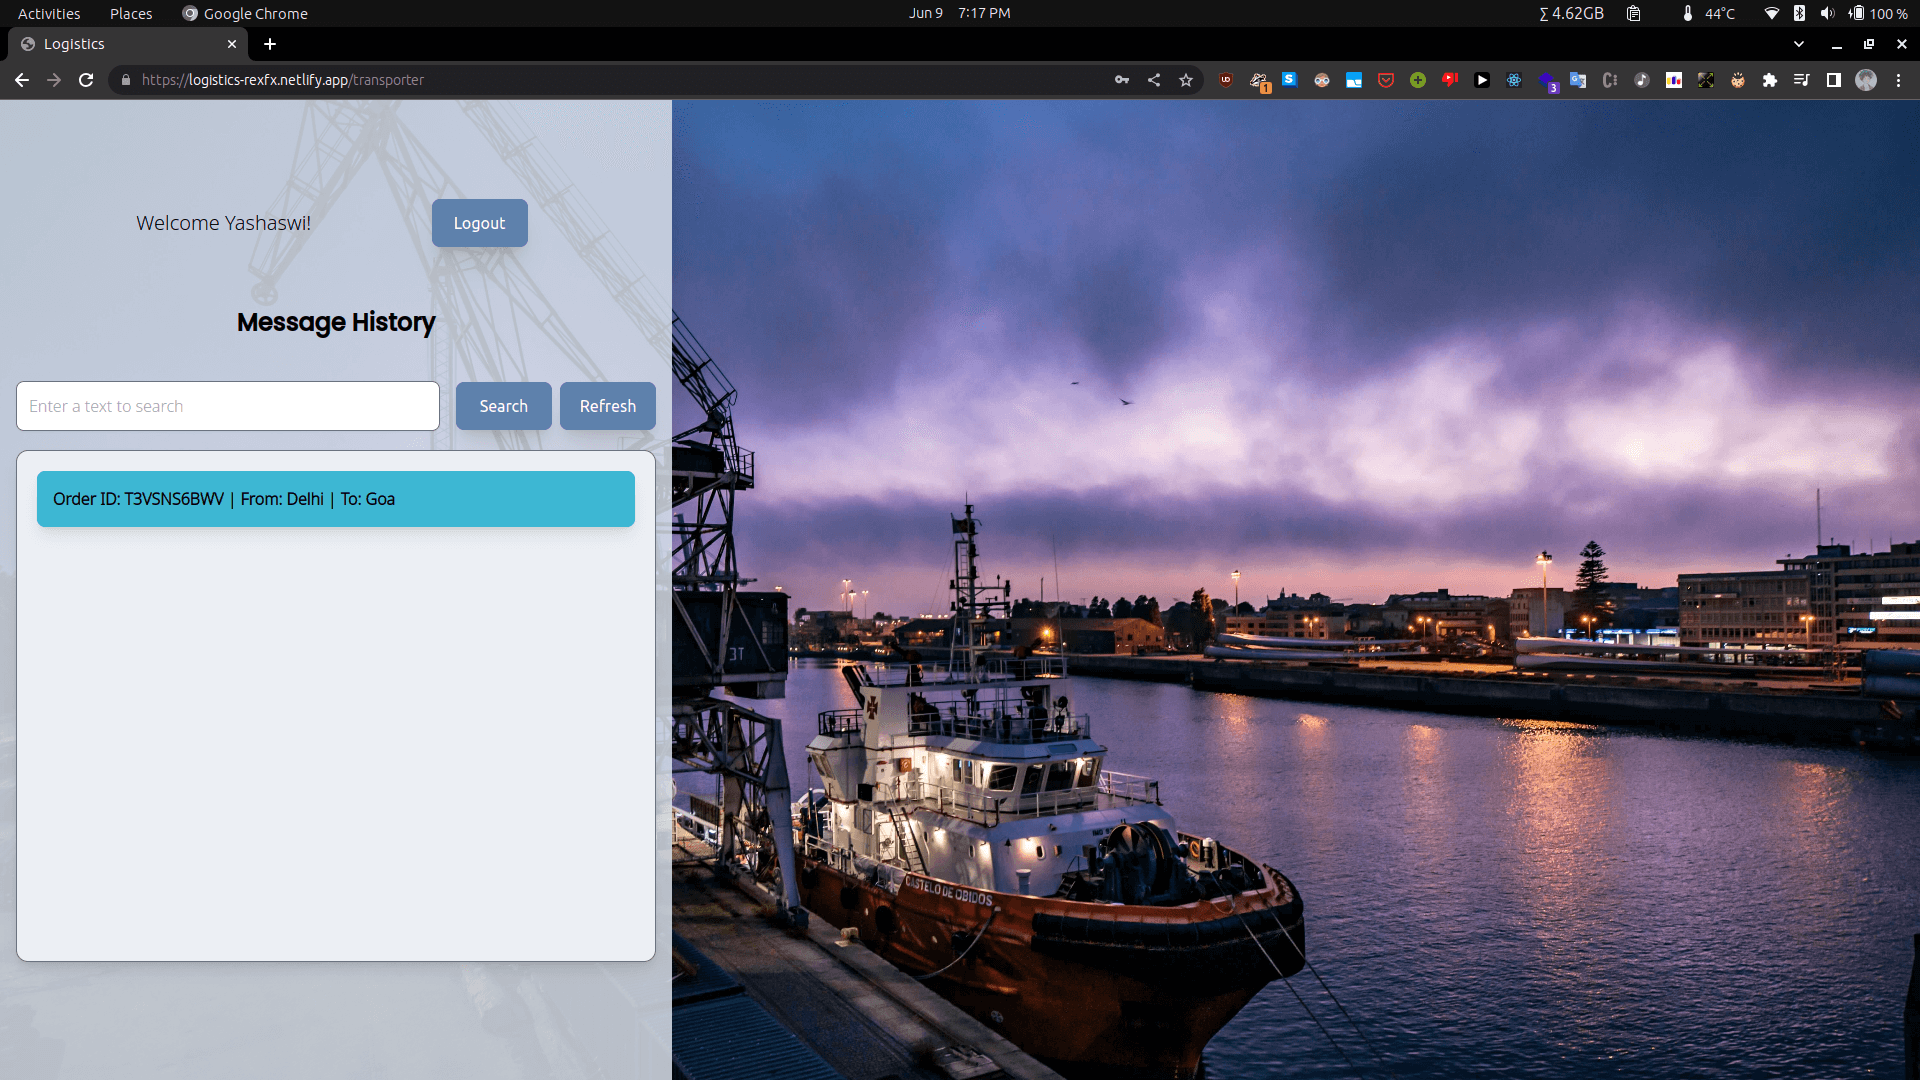 Activities Places Google Chrome Jun 9 7:17 PM ∑ 4.62GB 44°C 100 %
Logistics
https://logistics-rexfx.netlify.app/transporter
1
3
Welcome Yashaswi!
Logout
Message History
Enter a text to search
Search
Refresh
Order ID: T3VSNS6BWV | From: Delhi | To: Goa
3T
CASTELO DE OBIDOS